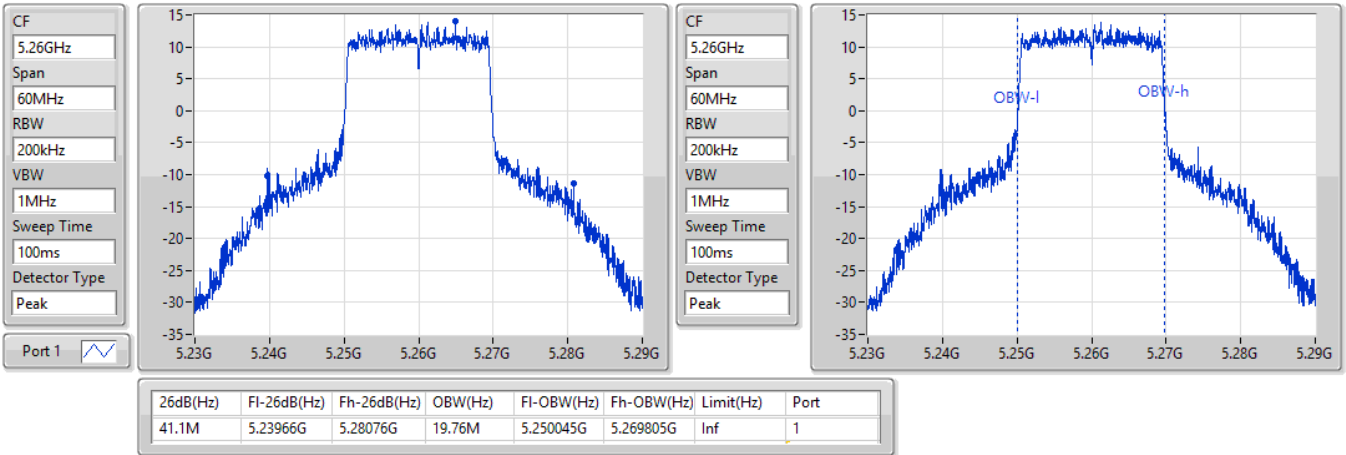 CF
5.26GHz
Span
60MHz
RBW
200kHz
VBW
1MHz
Sweep Time
100ms
Detector Type
Peak
Port 1
15
10
5
0
-5
-10
-15
-20
-25
-30
-35
5.23G 5.24G 5.25G 5.26G 5.27G 5.28G 5.29G
CF
5.26GHz
Span
60MHz
RBW
200kHz
VBW
1MHz
Sweep Time
100ms
Detector Type
Peak
15
10
5
0
-5
-10
-15
-20
-25
-30
-35
OBW-l
OBW-h
5.23G 5.24G 5.25G 5.26G 5.27G 5.28G 5.29G
26dB(Hz) Fl-26dB(Hz) Fh-26dB(Hz) OBW(Hz) Fl-OBW(Hz) Fh-OBW(Hz) Limit(Hz) Port
41.1M 5.23966G 5.28076G 19.76M 5.250045G 5.269805G Inf 1